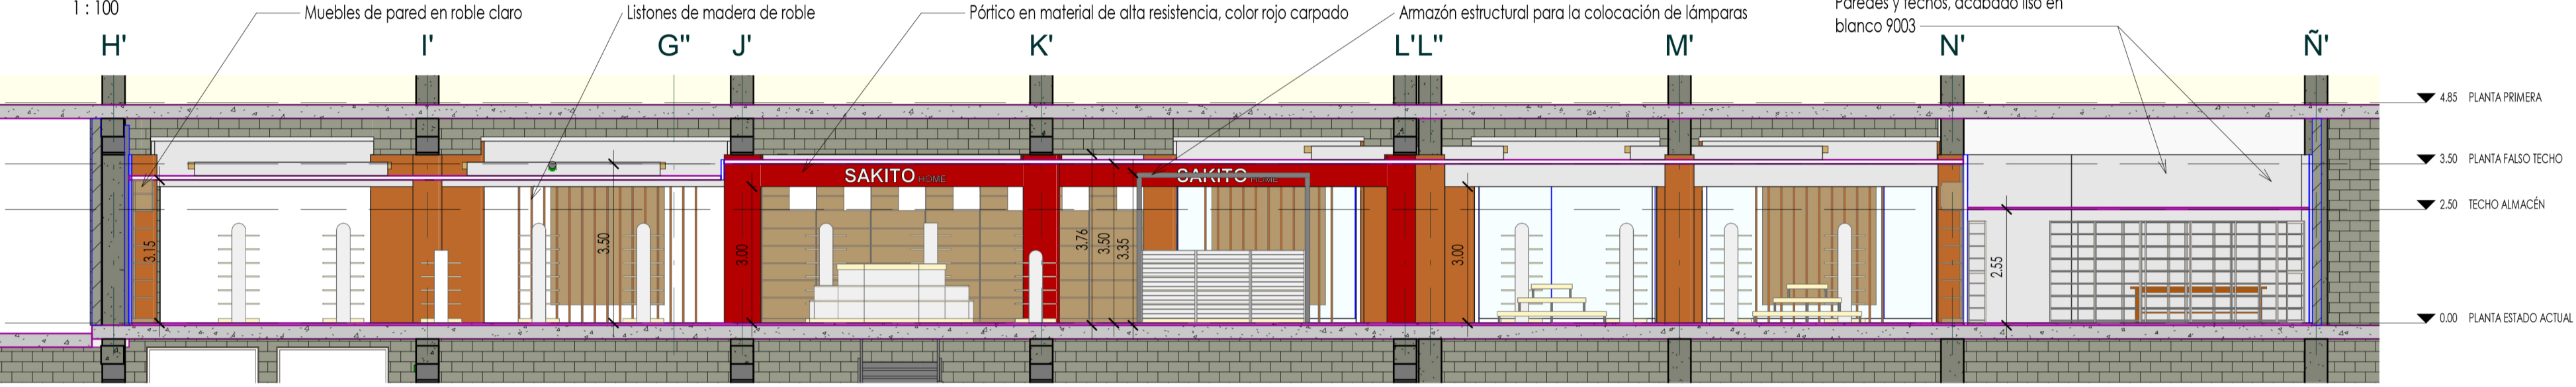 1 : 100
Muebles de pared en roble claro
Listones de madera de roble
Pórtico en material de alta resistencia, color rojo carpado
Armazón estructural para la colocación de lámparas
Paredes y techos, acabado liso en
blanco 9003
H' I' G'' J' K' L' L'' M' N' Ñ'
4.85 PLANTA PRIMERA
3.50 PLANTA FALSO TECHO
SAKITO HOME
SAKITO HOME
2.50 TECHO ALMACÉN
3.15
3.50
3.00
3.76
3.50
3.35
3.00
2.55
0.00 PLANTA ESTADO ACTUAL